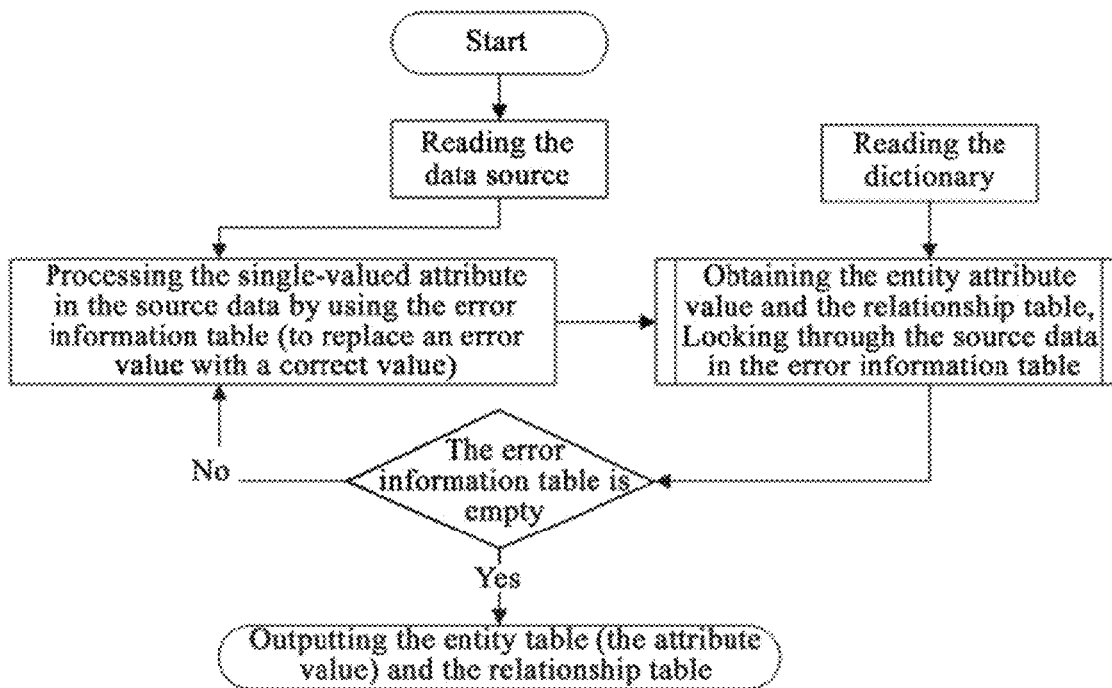 Start
Reading the
data source
Reading the
dictionary
Processing the single-valued attribute
in the source data by using the error
information table (to replace an error
value with a correct value)
Obtaining the entity attribute
value and the relationship table,
Looking through the source data
in the error information table
The error
information table is
empty
No
Yes
Outputting the entity table (the attribute
value) and the relationship table